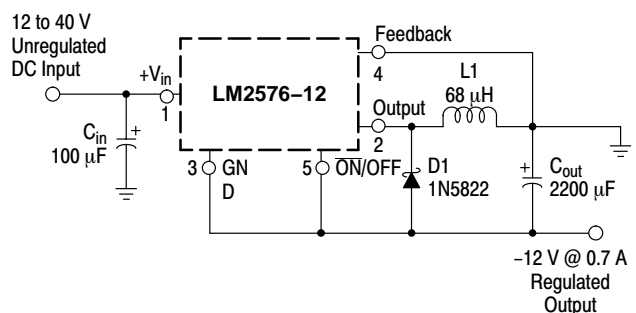 12 to 40 V
Unregulated
DC Input
+Vin
1
LM2576–12
Feedback
4
L1
68 µH
Output
2
Cin
100 µF
+
3
GN
D
5
ON/OFF
D1
1N5822
+
Cout
2200 µF
–12 V @ 0.7 A
Regulated
Output